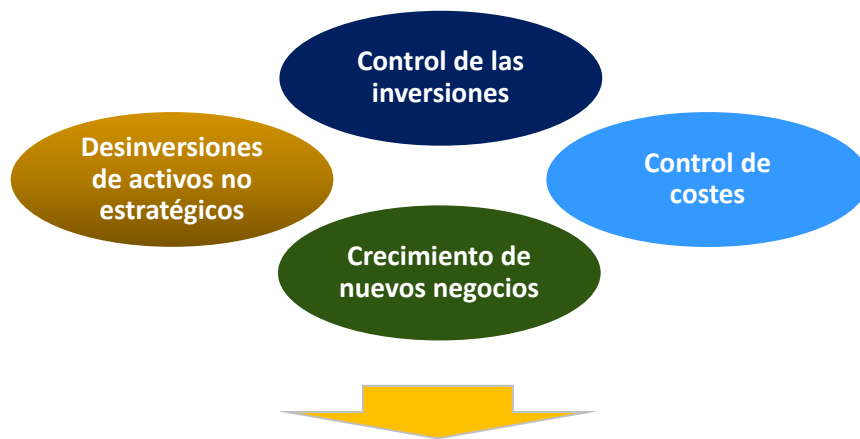 Control de las
inversiones
Desinversiones
de activos no
estratégicos
Control de
costes
Crecimiento de
nuevos negocios